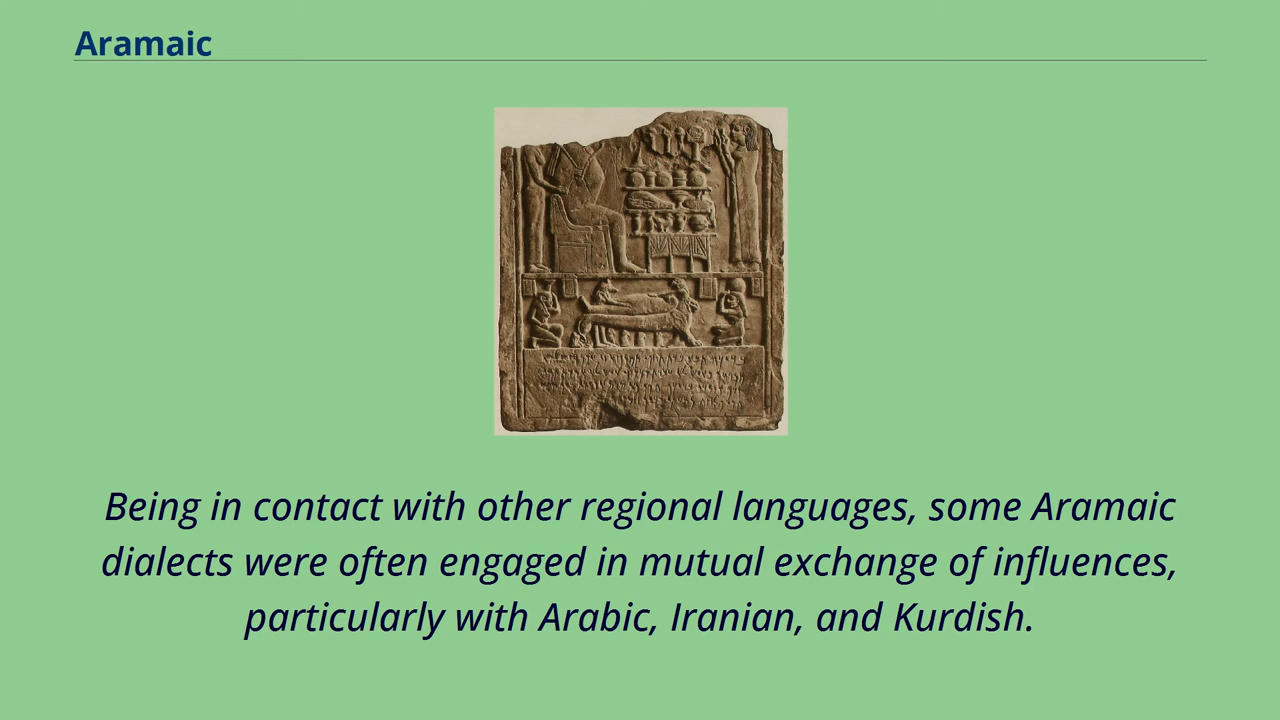 Aramaic
Being in contact with other regional languages, some Aramaic
dialects were often engaged in mutual exchange of influences,
particularly with Arabic, Iranian, and Kurdish.